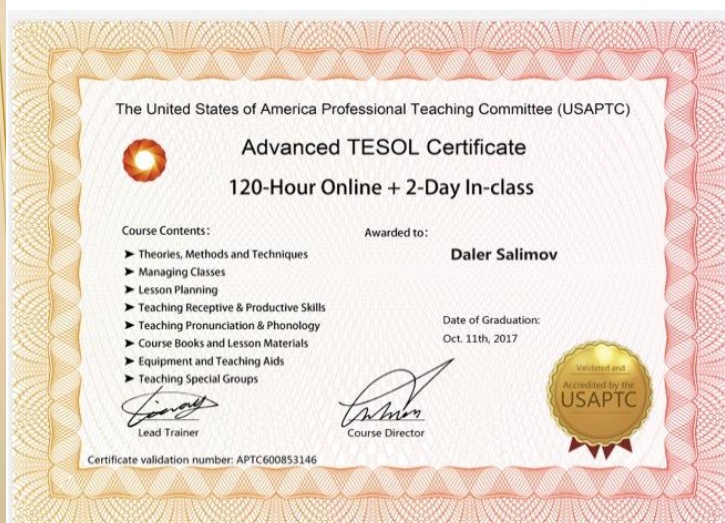 The United States of America Professional Teaching Committee (USAPTC)
Advanced TESOL Certificate
120-Hour Online + 2-Day In-class
Course Contents:
➤ Theories, Methods and Techniques
➤ Managing Classes
➤ Lesson Planning
➤ Teaching Receptive & Productive Skills
➤ Teaching Pronunciation & Phonology
➤ Course Books and Lesson Materials
➤ Equipment and Teaching Aids
➤ Teaching Special Groups
Awarded to:
Daler Salimov
Date of Graduation:
Oct. 11th, 2017
Validated and
Accredited by the
USAPTC
Lead Trainer
Course Director
Certificate validation number: APTC600853146